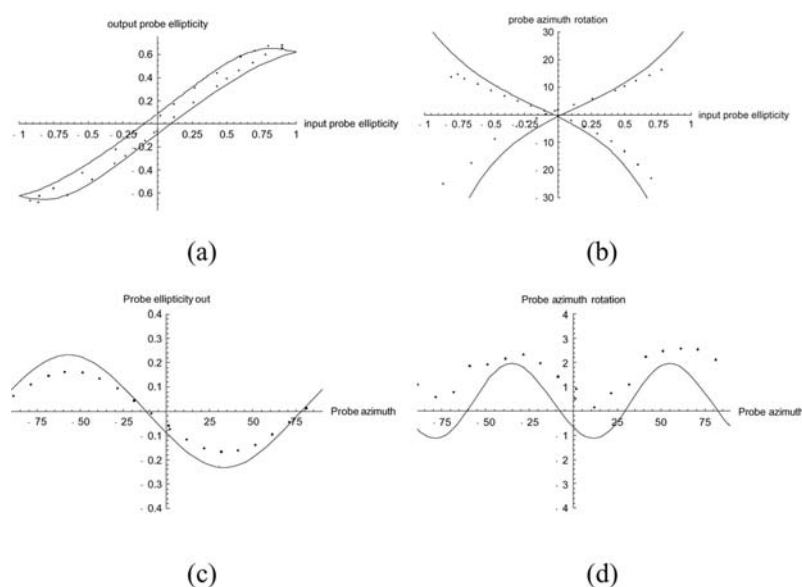 output probe ellipticity
0.6
0.4
0.2
- 1 - 0.75 - 0.5 - 0.25 0.25 0.5 0.75 1 input probe ellipticity
- 0.2
- 0.4
- 0.6
(a)
probe azimuth rotation
30
20
10
- 1 - 0.75 - 0.5 - 0.25 0.25 0.5 0.75 1 input probe ellipticity
- 10
- 20
- 30
(b)
Probe ellipticity out
0.4
0.3
0.2
0.1
- 75 - 50 - 25 25 50 75 Probe azimuth
- 0.1
- 0.2
- 0.3
- 0.4
(c)
Probe azimuth rotation
4
3
2
1
- 75 - 50 - 25 25 50 75 Probe azimuth
- 1
- 2
- 3
- 4
(d)